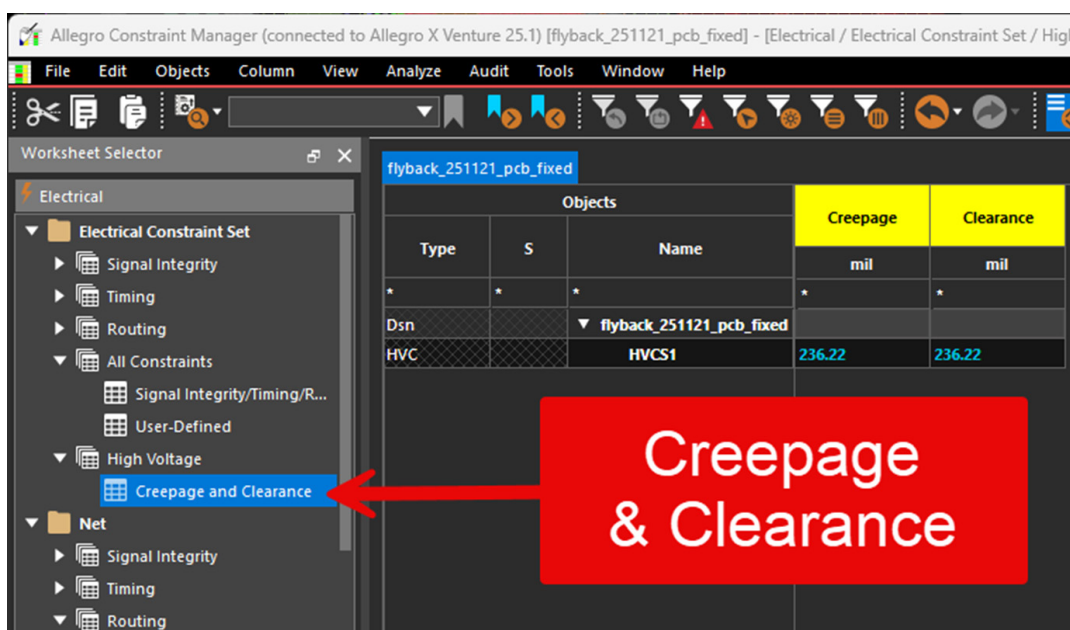 Allegro Constraint Manager (connected to Allegro X Venture 25.1) [flyback_251121_pcb_fixed] - [Electrical / Electrical Constraint Set / Hig
File Edit Objects Column View Analyze Audit Tools Window Help
Worksheet Selector
flyback_251121_pcb_fixed
Electrical
Electrical Constraint Set
Signal Integrity
Timing
Routing
All Constraints
Signal Integrity/Timing/R...
User-Defined
High Voltage
Creepage and Clearance
Net
Signal Integrity
Timing
Routing
Objects Creepage Clearance
Type S Name mil mil
* * * * *
Dsn flyback_251121_pcb_fixed
HVC HVCS1 236.22 236.22
Creepage
& Clearance